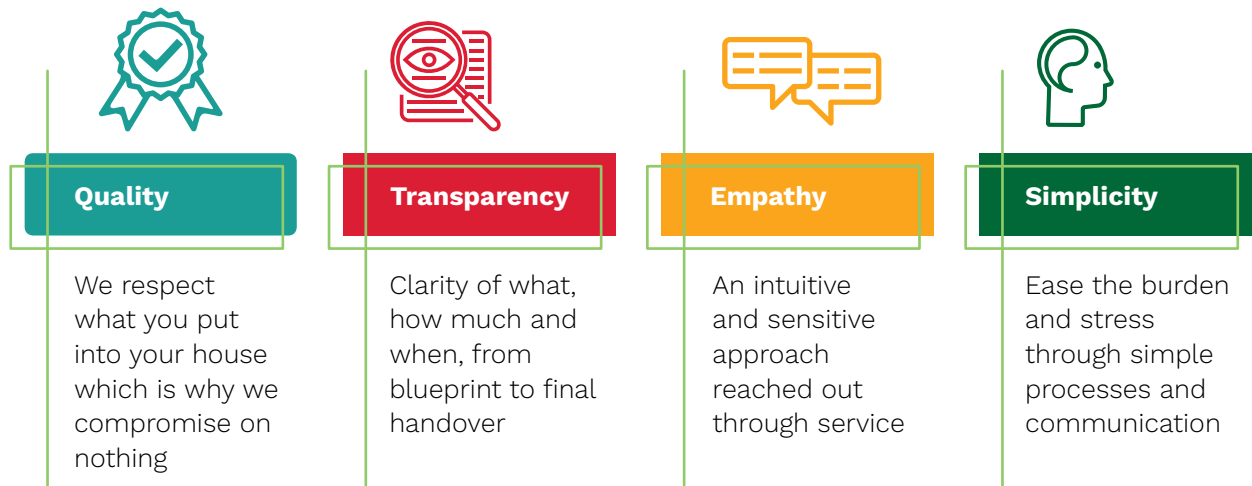 Quality
We respect
what you put
into your house
which is why we
compromise on
nothing
Transparency
Clarity of what,
how much and
when, from
blueprint to final
handover
Empathy
An intuitive
and sensitive
approach
reached out
through service
Simplicity
Ease the burden
and stress
through simple
processes and
communication